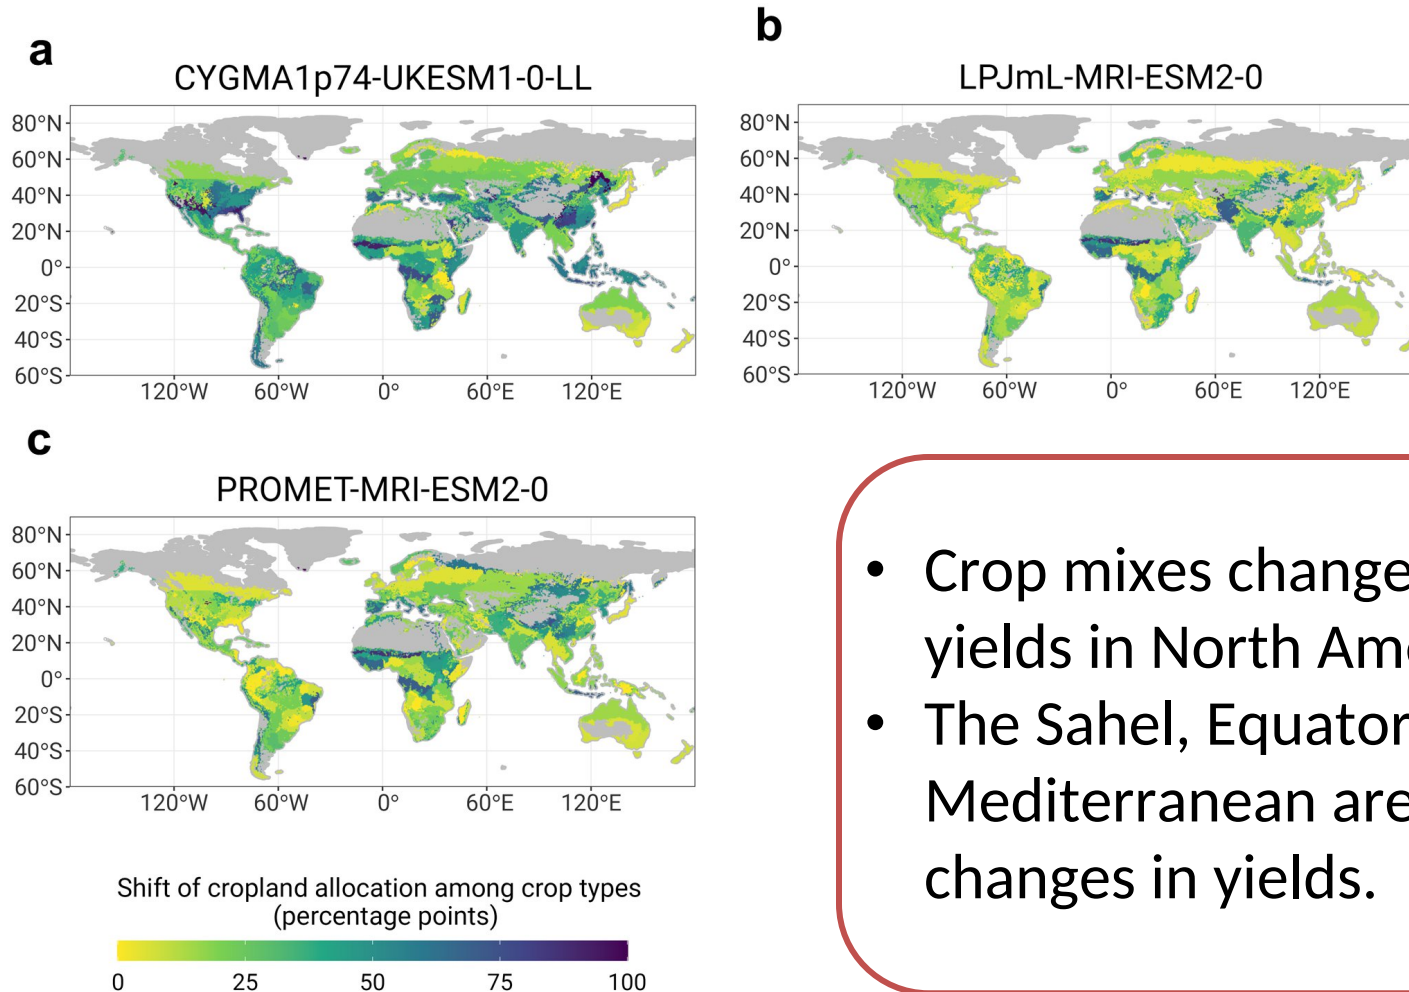 a
CYGMA1p74-UKESM1-0-LL
80°N
60°N
40°N
20°N
0°
20°S
40°S
60°S
120°W 60°W 0° 60°E 120°E
b
LPJmL-MRI-ESM2-0
80°N
60°N
40°N
20°N
0°
20°S
40°S
60°S
120°W 60°W 0° 60°E 120°E
c
PROMET-MRI-ESM2-0
80°N
60°N
40°N
20°N
0°
20°S
40°S
60°S
120°W 60°W 0° 60°E 120°E
Shift of cropland allocation among crop types
(percentage points)
0 25 50 75 100
• Crop mixes change
yields in North Am
• The Sahel, Equator
Mediterranean are
changes in yields.